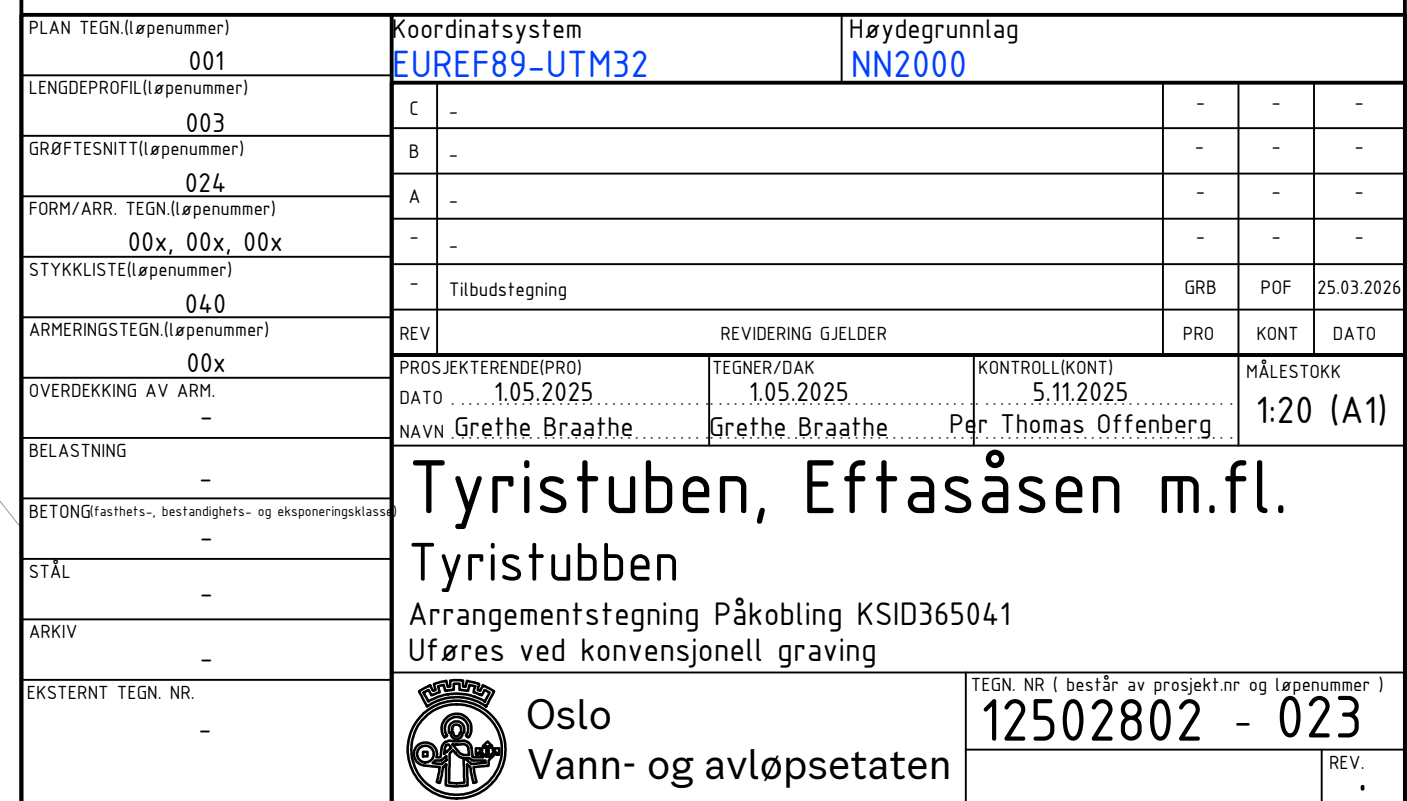 PLAN TEGN.(løpenummer)
001
LENGDEPROFIL(løpenummer)
003
GRØFTESNITT(løpenummer)
024
FORM/ARR. TEGN.(løpenummer)
00x, 00x, 00x
STYKKLISTE(løpenummer)
040
ARMERINGSTEGN.(løpenummer)
00x
OVERDEKKING AV ARM.
-
BELASTNING
-
BETONG(fasthets-, bestandighets- og eksponeringsklasse)
-
STÅL
-
ARKIV
-
EKSTERNT TEGN. NR.
-
Koordinatsystem Høydegrunnlag
EUREF89-UTM32 NN2000
C - - - -
B - - - -
A - - - -
- - - - -
- Tilbudstegning GRB POF 25.03.2026
REV REVIDERING GJELDER PRO KONT DATO
PROSJEKTERENDE(PRO) TEGNER/DAK KONTROLL(KONT) MÅLESTOKK
DATO 1.05.2025 1.05.2025 5.11.2025 1:20 (A1)
NAVN Grethe Braathe Grethe Braathe Per Thomas Offenberg
Tyristuben, Eftasåsen m.fl.
Tyristubben
Arrangementstegning Påkobling KSID365041
Uføres ved konvensjonell graving
Oslo
Vann- og avløpsetaten
TEGN. NR ( består av prosjekt.nr og løpenummer )
12502802 - 023
REV.
.